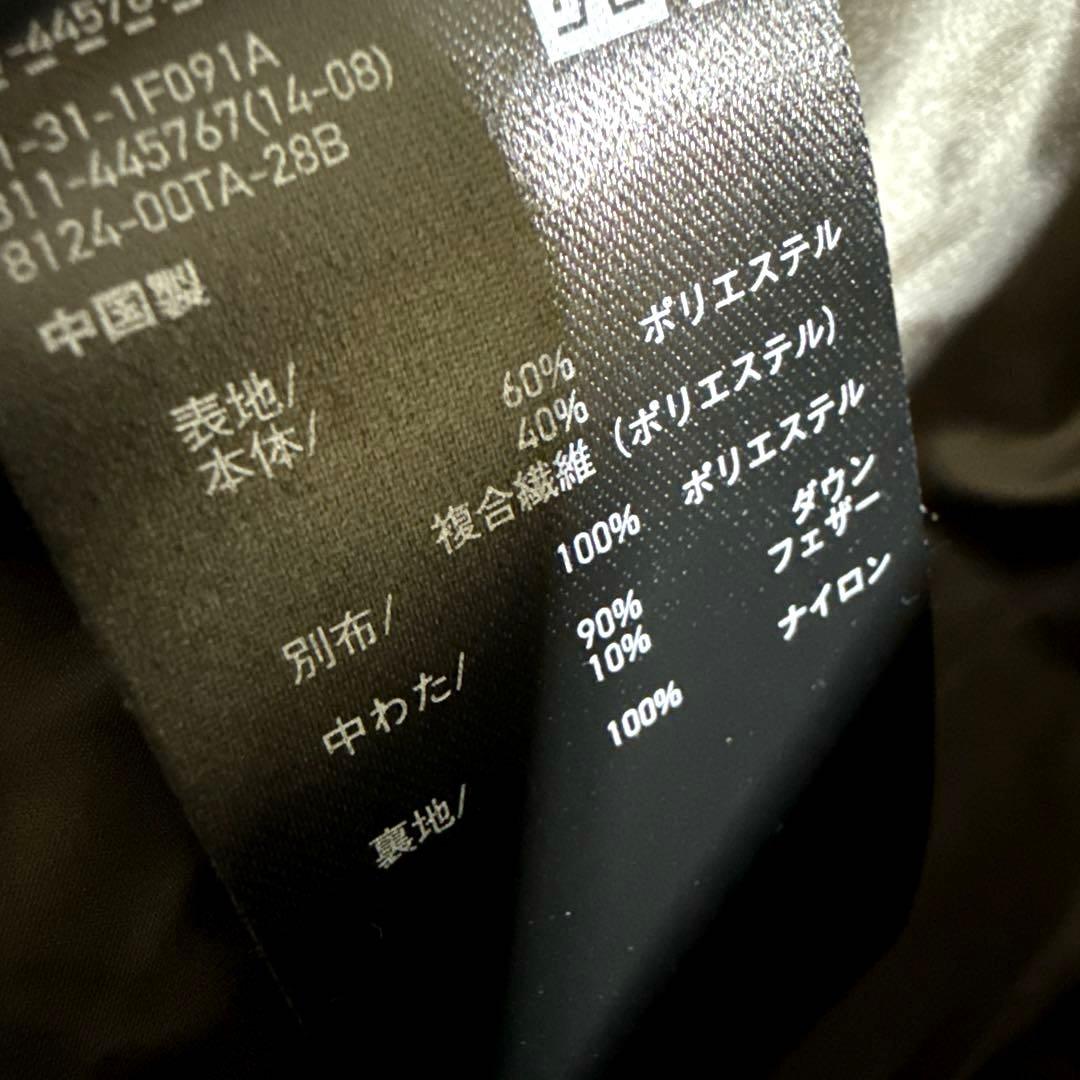 -445767
1-31-1F091A
311-445767(14-08)
8124-00TA-28B
中国製
表地/
本体/ 60% ポリエステル
40% 複合繊維(ポリエステル)
別布/ 100% ポリエステル
中わた/ 90% ダウン
10% フェザー
裏地/ 100% ナイロン